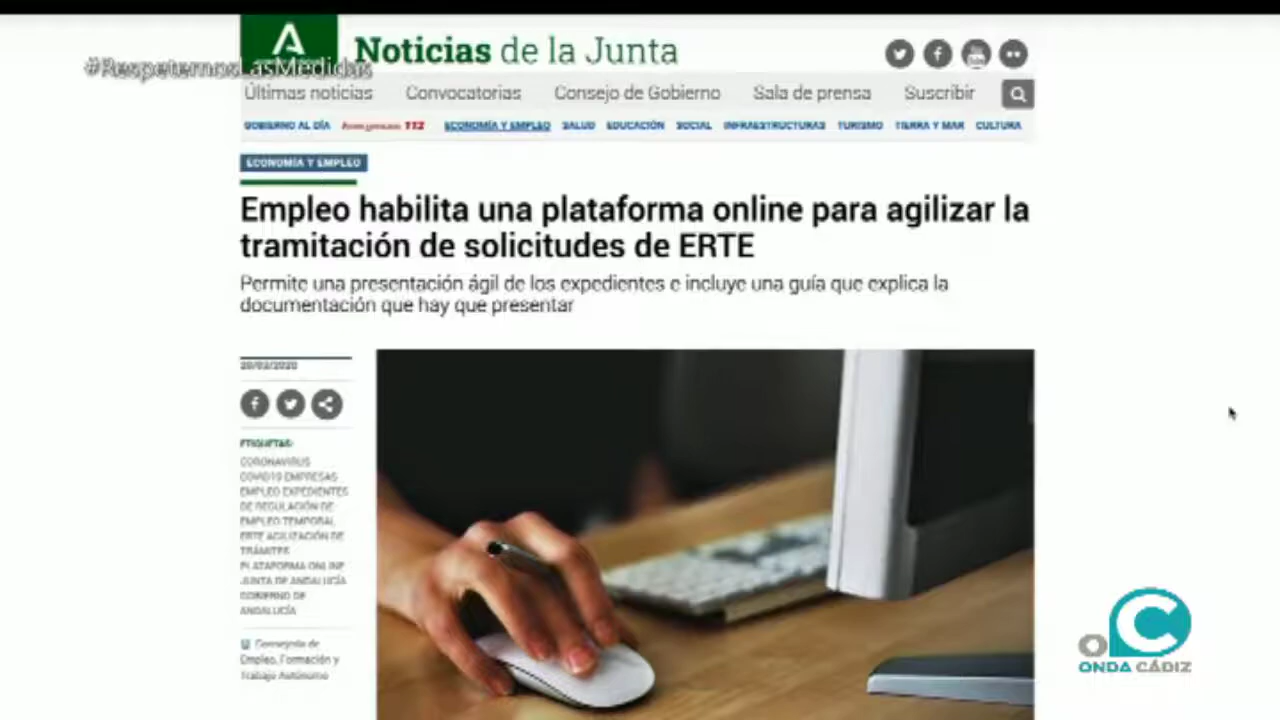 Noticias de la Junta
#RespetemosLasMedidas
Últimas noticias Convocatorias Consejo de Gobierno Sala de prensa Suscribir
GOBIERNO AL DÍA Emergencias 112 ECONOMÍA Y EMPLEO SALUD EDUCACIÓN SOCIAL INFRAESTRUCTURAS TURISMO TIERRA Y MAR CULTURA
ECONOMÍA Y EMPLEO
Empleo habilita una plataforma online para agilizar la
tramitación de solicitudes de ERTE
Permite una presentación ágil de los expedientes e incluye una guía que explica la
documentación que hay que presentar
ETIQUETAS:
CORONAVIRUS
COVID19 EMPRESAS
EMPLEO EXPEDIENTES
DE REGULACIÓN DE
EMPLEO TEMPORAL
ERTE AGILIZACIÓN DE
TRÁMITES
PLATAFORMA ONLINE
JUNTA DE ANDALUCÍA
GOBIERNO DE
ANDALUCÍA
Consejería de
Empleo, Formación y
Trabajo Autónomo
OC
ONDA CÁDIZ